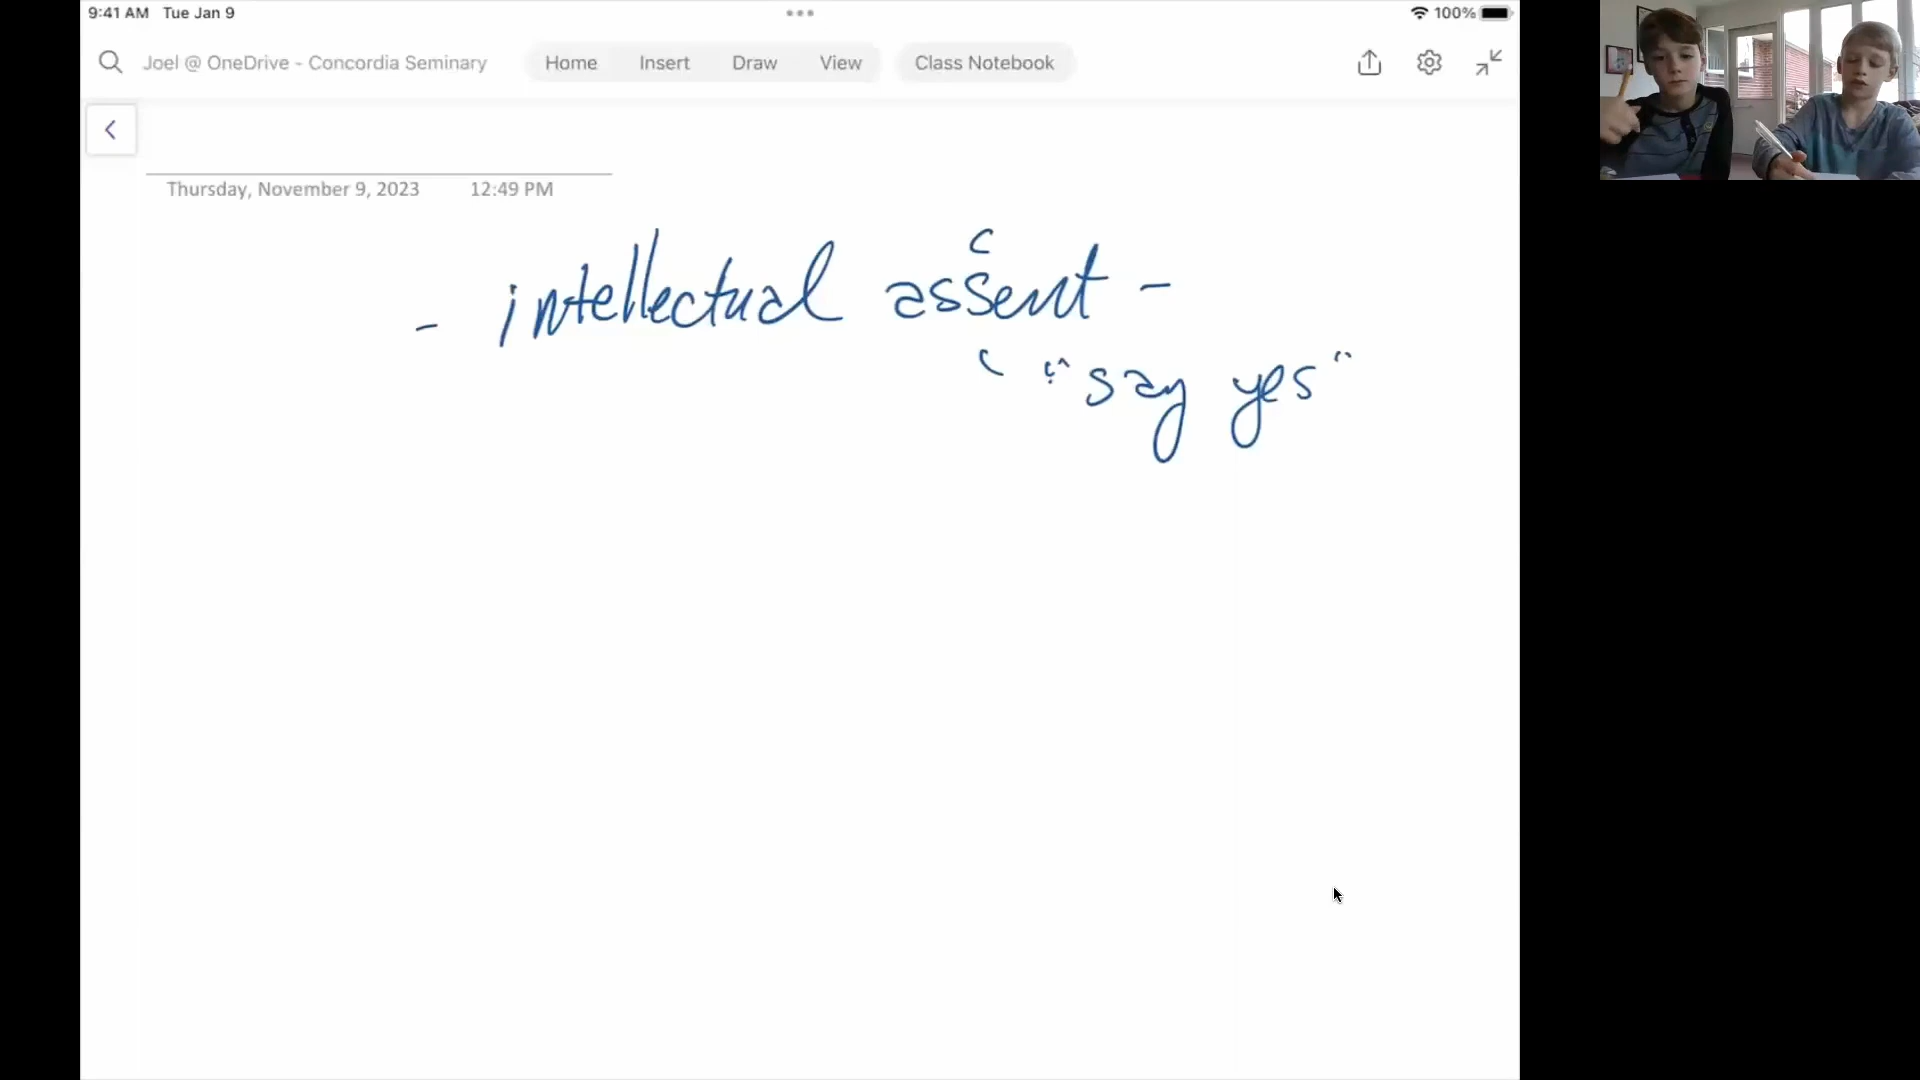 9:41 AM Tue Jan 9
100%
Joel @ OneDrive - Concordia Seminary Home Insert Draw View Class Notebook
Thursday, November 9, 2023 12:49 PM
c
- intellectual assent -
"say yes"